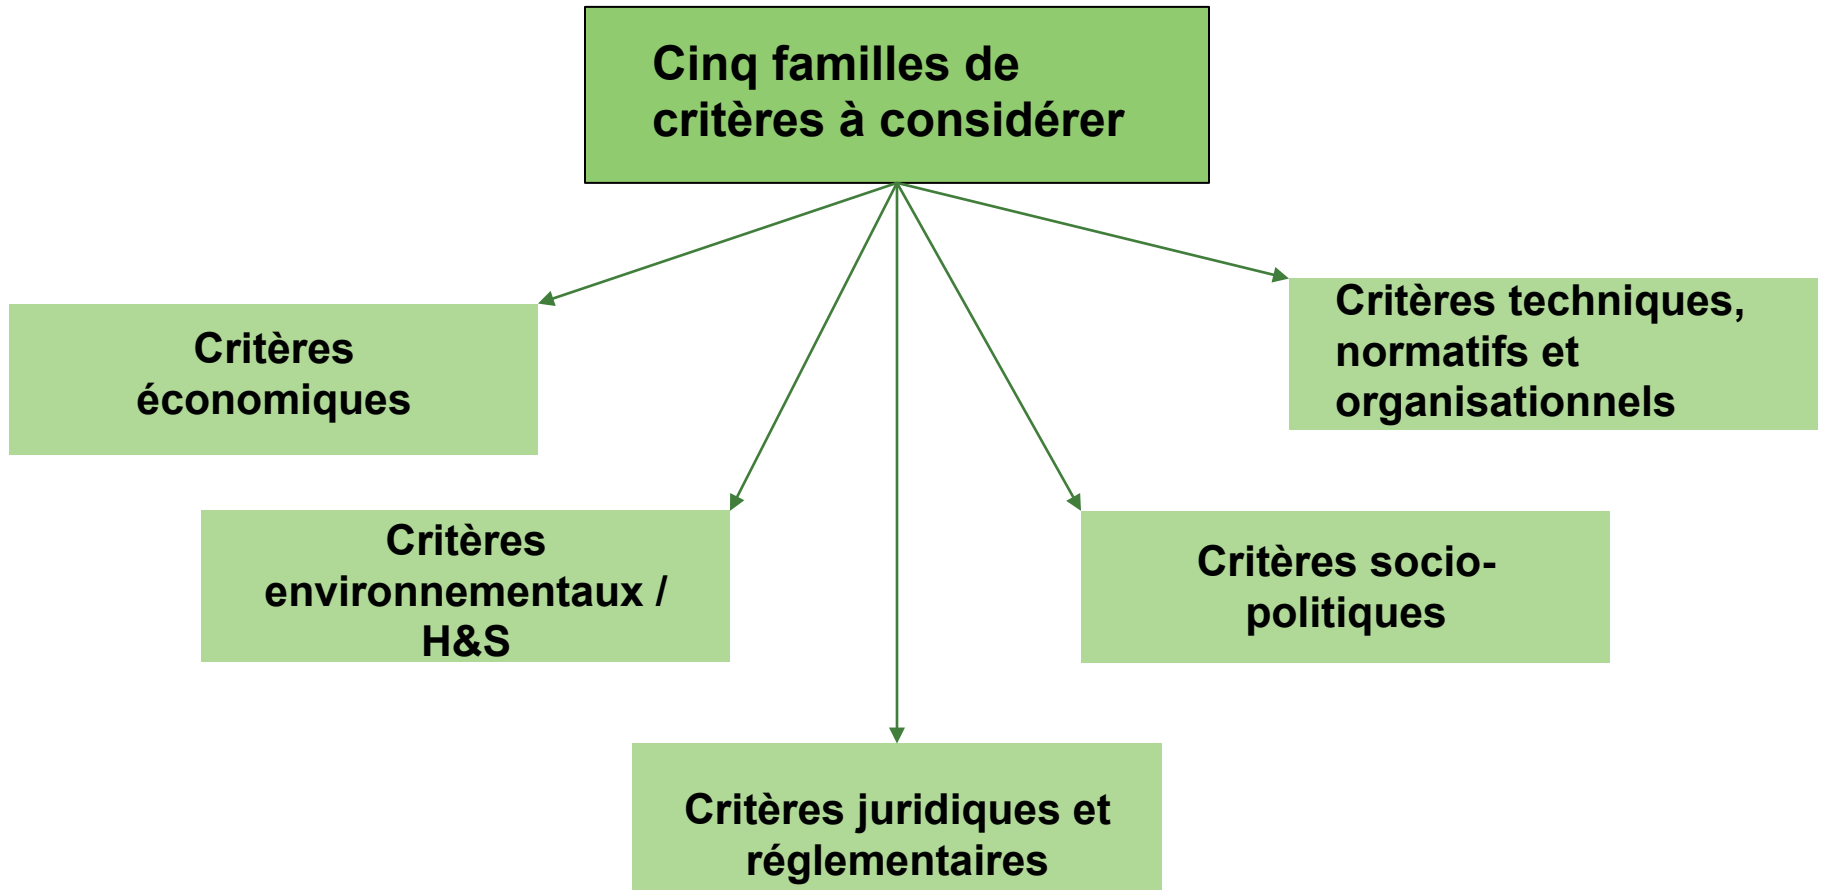 Cinq familles de
critères à considérer
Critères
économiques
Critères techniques,
normatifs et
organisationnels
Critères
environnementaux /
H&S
Critères socio-
politiques
Critères juridiques et
réglementaires